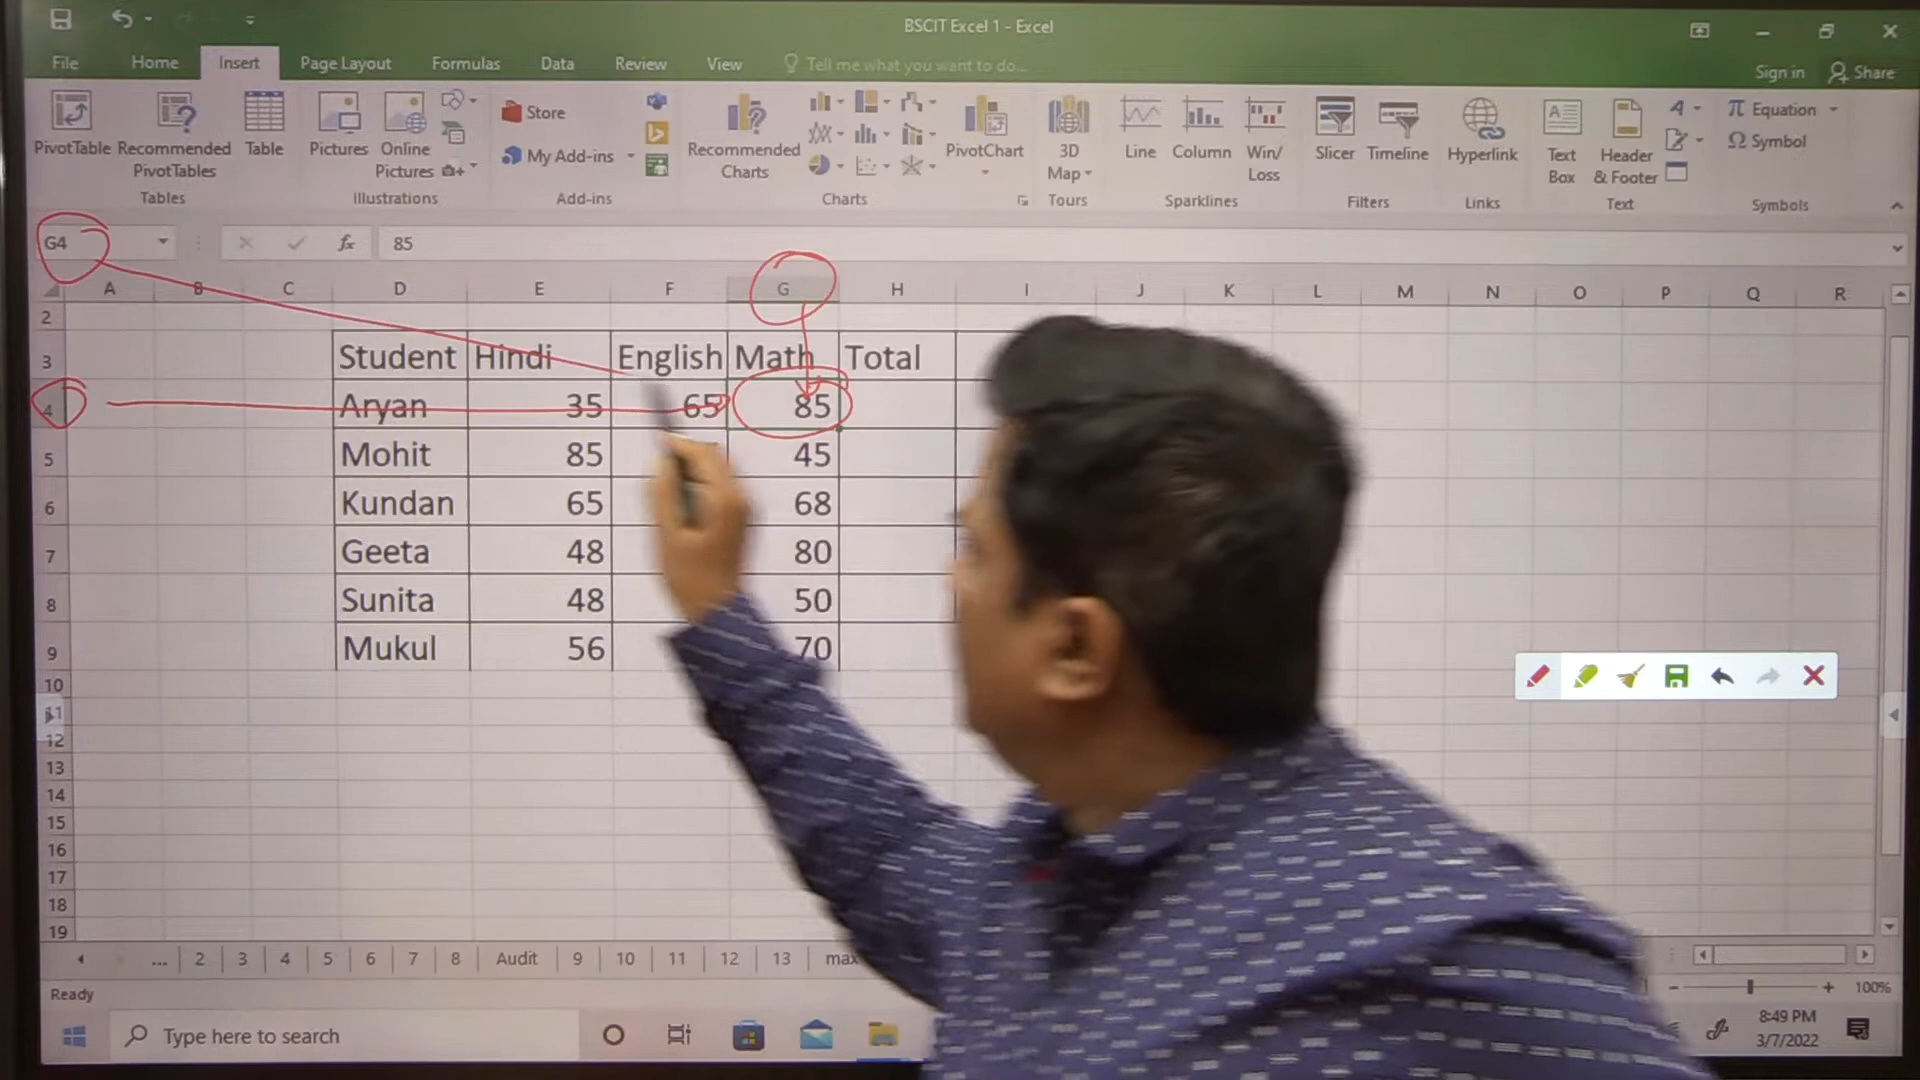 BSCIT Excel 1 - Excel
File Home Insert Page Layout Formulas Data Review View Tell me what you want to do... Sign in Share
PivotTable Recommended PivotTables Table Pictures Online Pictures Store My Add-ins Recommended Charts PivotChart 3D Map Line Column Win/Loss Slicer Timeline Hyperlink Text Box Header & Footer Equation Symbol
Tables Illustrations Add-ins Charts Tours Sparklines Filters Links Text Symbols
G4 fx 85
A B C D E F G H I J K L M N O P Q R
2
3 Student Hindi English Math Total
4 Aryan 35 65 85
5 Mohit 85 45
6 Kundan 65 68
7 Geeta 48 80
8 Sunita 48 50
9 Mukul 56 70
10
11
12
13
14
15
16
17
18
19
... 2 3 4 5 6 7 8 Audit 9 10 11 12 13 max
Ready 100%
Type here to search 8:49 PM
3/7/2022